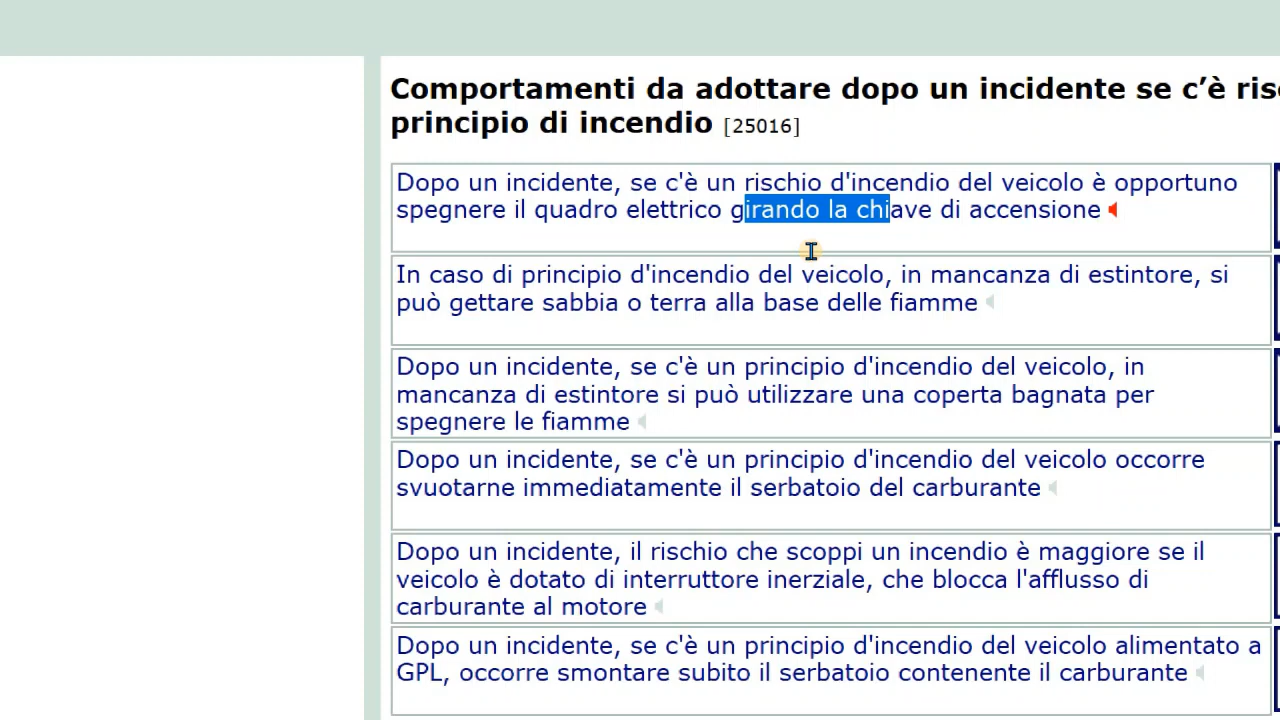 Comportamenti da adottare dopo un incidente se c’è
principio di incendio [25016]
Dopo un incidente, se c'è un rischio d'incendio del veicolo è opportuno
spegnere il quadro elettrico girando la chiave di accensione
In caso di principio d'incendio del veicolo, in mancanza di estintore, si
può gettare sabbia o terra alla base delle fiamme
Dopo un incidente, se c'è un principio d'incendio del veicolo, in
mancanza di estintore si può utilizzare una coperta bagnata per
spegnere le fiamme
Dopo un incidente, se c'è un principio d'incendio del veicolo occorre
svuotarne immediatamente il serbatoio del carburante
Dopo un incidente, il rischio che scoppi un incendio è maggiore se il
veicolo è dotato di interruttore inerziale, che blocca l'afflusso di
carburante al motore
Dopo un incidente, se c'è un principio d'incendio del veicolo alimentato a
GPL, occorre smontare subito il serbatoio contenente il carburante